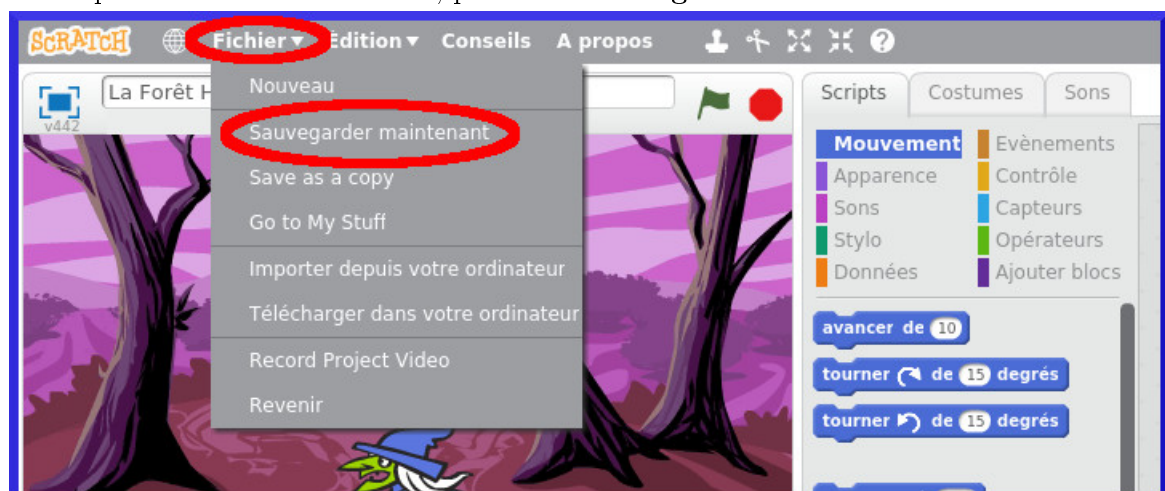 SCRATCH Fichier▼ Edition▼ Conseils A propos
La Forêt H
v442
Nouveau
Sauvegarder maintenant
Save as a copy
Go to My Stuff
Importer depuis votre ordinateur
Télécharger dans votre ordinateur
Record Project Video
Revenir
Scripts Costumes Sons
Mouvement Evènements
Apparence Contrôle
Sons Capteurs
Stylo Opérateurs
Données Ajouter blocs
avancer de 10
tourner ↻ de 15 degrés
tourner ↺ de 15 degrés